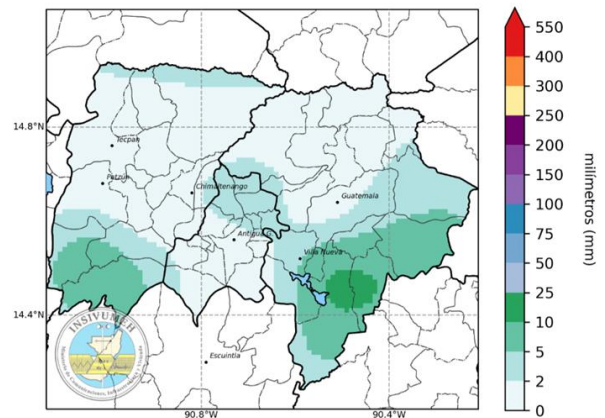 14.8°N
14.4°N
90.8°W
90.4°W
Tecpan
Patzún
Chimaltenango
Guatemala
Antigua G
Villa Nueva
Escuintla
INSIVUMEH
550
400
300
250
200
150
100
75
50
25
10
5
2
0
milímetros (mm)